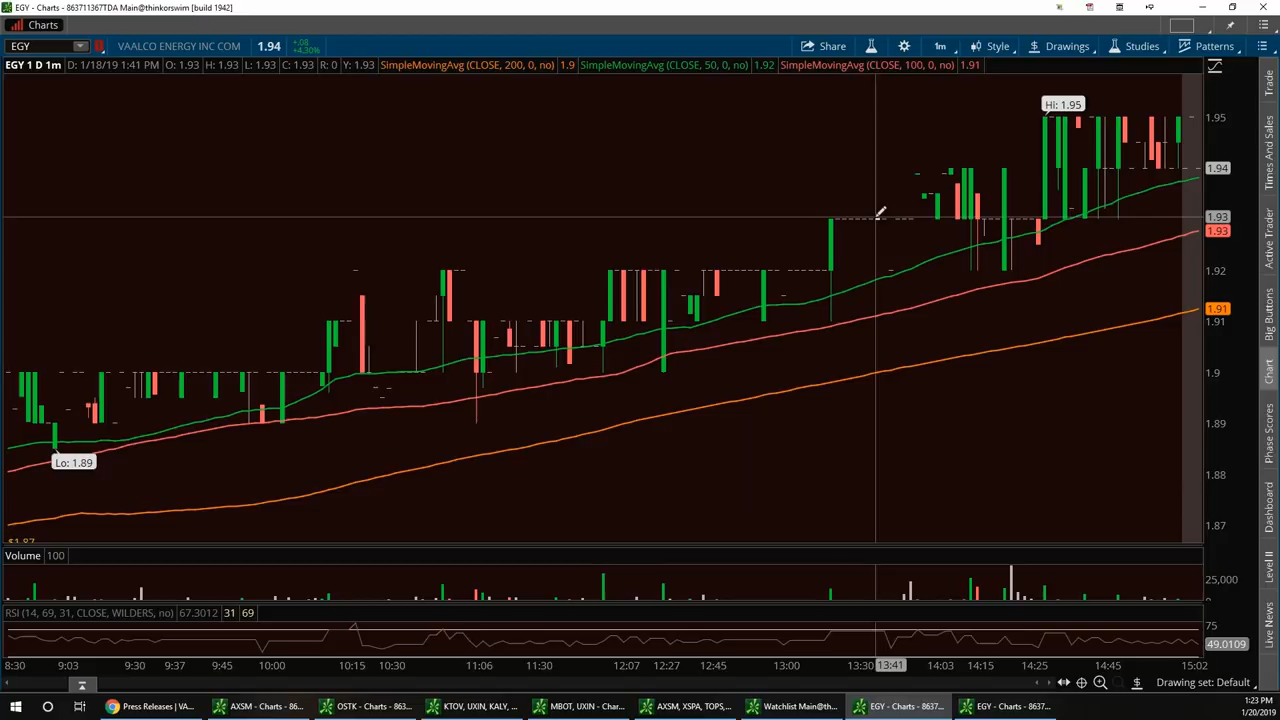 EGY - Charts - 863711367TDA Main@thinkorswim [build 1942]
Charts
EGY VAALCO ENERGY INC COM 1.94 +.08 +4.30% Share 1m Style Drawings Studies Patterns
EGY 1 D 1m D: 1/18/19 1:41 PM O: 1.93 H: 1.93 L: 1.93 C: 1.93 R: 0 Y: 1.93 SimpleMovingAvg (CLOSE, 200, 0, no) 1.9 SimpleMovingAvg (CLOSE, 50, 0, no) 1.92 SimpleMovingAvg (CLOSE, 100, 0, no) 1.91
Hi: 1.95
1.95
1.94
1.93
1.93
1.92
1.91
1.91
1.9
1.89
Lo: 1.89
1.88
1.87
$1.87
Volume 100
25,000
RSI (14, 69, 31, CLOSE, WILDERS, no) 67.3012 31 69
75
49.0109
8:30 9:03 9:30 9:37 9:45 10:00 10:15 10:30 11:06 11:30 12:07 12:27 12:45 13:00 13:30 13:41 14:03 14:15 14:25 14:45 15:02
Drawing set: Default
Trade
Times And Sales
Active Trader
Big Buttons
Chart
Phase Scores
Dashboard
Level II
Live News
Press Releases | VA...
AXSM - Charts - 86...
OSTK - Charts - 863...
KTOV, UXIN, KALY, ...
MBOT, UXIN - Char...
AXSM, XSPA, TOPS,...
Watchlist Main@th...
EGY - Charts - 8637...
EGY - Charts - 8637...
1:23 PM
1/20/2019